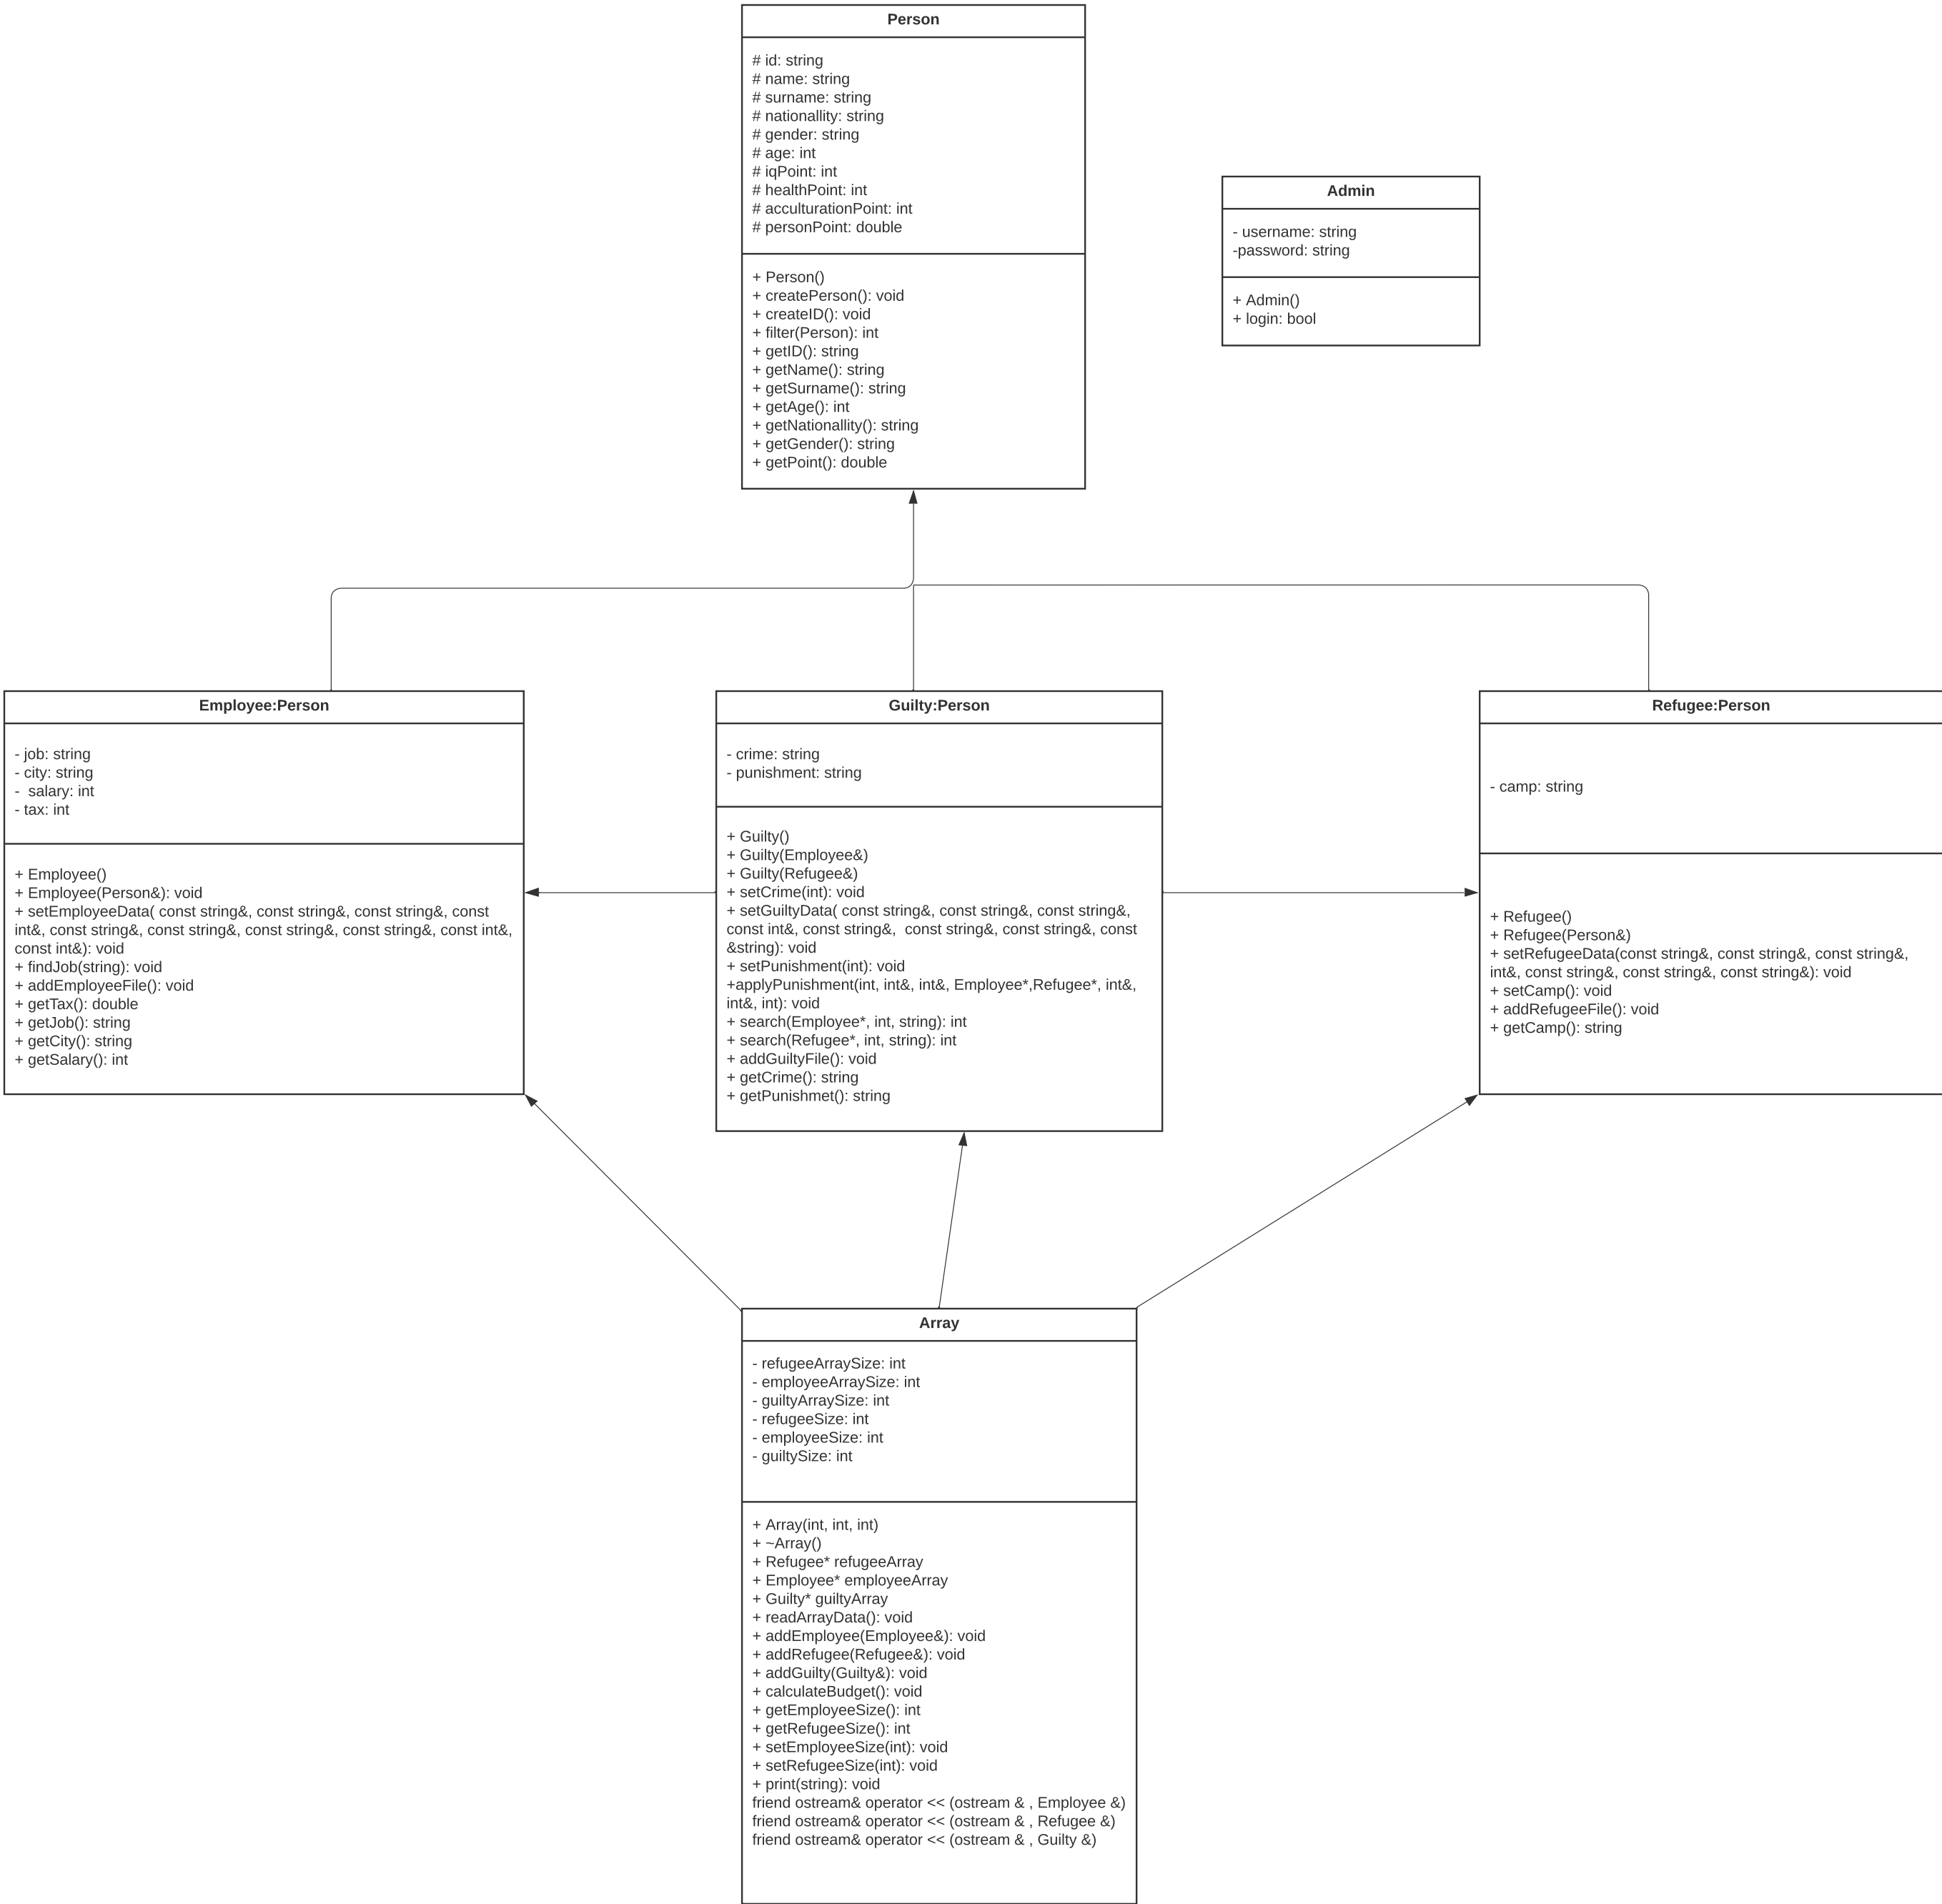 Person
# id: string
# name: string
# surname: string
# nationallity: string
# gender: string
# age: int
# iqPoint: int
# healthPoint: int
# acculturationPoint: int
# personPoint: double
+ Person()
+ createPerson(): void
+ createID(): void
+ filter(Person): int
+ getID(): string
+ getName(): string
+ getSurname(): string
+ getAge(): int
+ getNationallity(): string
+ getGender(): string
+ getPoint(): double
Admin
- username: string
-password: string
+ Admin()
+ login: bool
Employee:Person
- job: string
- city: string
-  salary: int
- tax: int
+ Employee()
+ Employee(Person&): void
+ setEmployeeData( const string&, const string&, const string&, const
int&, const string&, const string&, const string&, const string&, const int&,
const int&): void
+ findJob(string): void
+ addEmployeeFile(): void
+ getTax(): double
+ getJob(): string
+ getCity(): string
+ getSalary(): int
Guilty:Person
- crime: string
- punishment: string
+ Guilty()
+ Guilty(Employee&)
+ Guilty(Refugee&)
+ setCrime(int): void
+ setGuiltyData( const string&, const string&, const string&,
const int&, const string&,  const string&, const string&, const
&string): void
+ setPunishment(int): void
+applyPunishment(int, int&, int&, Employee*,Refugee*, int&,
int&, int): void
+ search(Employee*, int, string): int
+ search(Refugee*, int, string): int
+ addGuiltyFile(): void
+ getCrime(): string
+ getPunishmet(): string
Refugee:Person
- camp: string
+ Refugee()
+ Refugee(Person&)
+ setRefugeeData(const string&, const string&, const string&,
int&, const string&, const string&, const string&): void
+ setCamp(): void
+ addRefugeeFile(): void
+ getCamp(): string
Array
- refugeeArraySize: int
- employeeArraySize: int
- guiltyArraySize: int
- refugeeSize: int
- employeeSize: int
- guiltySize: int
+ Array(int, int, int)
+ ~Array()
+ Refugee* refugeeArray
+ Employee* employeeArray
+ Guilty* guiltyArray
+ readArrayData(): void
+ addEmployee(Employee&): void
+ addRefugee(Refugee&): void
+ addGuilty(Guilty&): void
+ calculateBudget(): void
+ getEmployeeSize(): int
+ getRefugeeSize(): int
+ setEmployeeSize(int): void
+ setRefugeeSize(int): void
+ print(string): void
friend ostream& operator << (ostream & , Employee &)
friend ostream& operator << (ostream & , Refugee &)
friend ostream& operator << (ostream & , Guilty &)